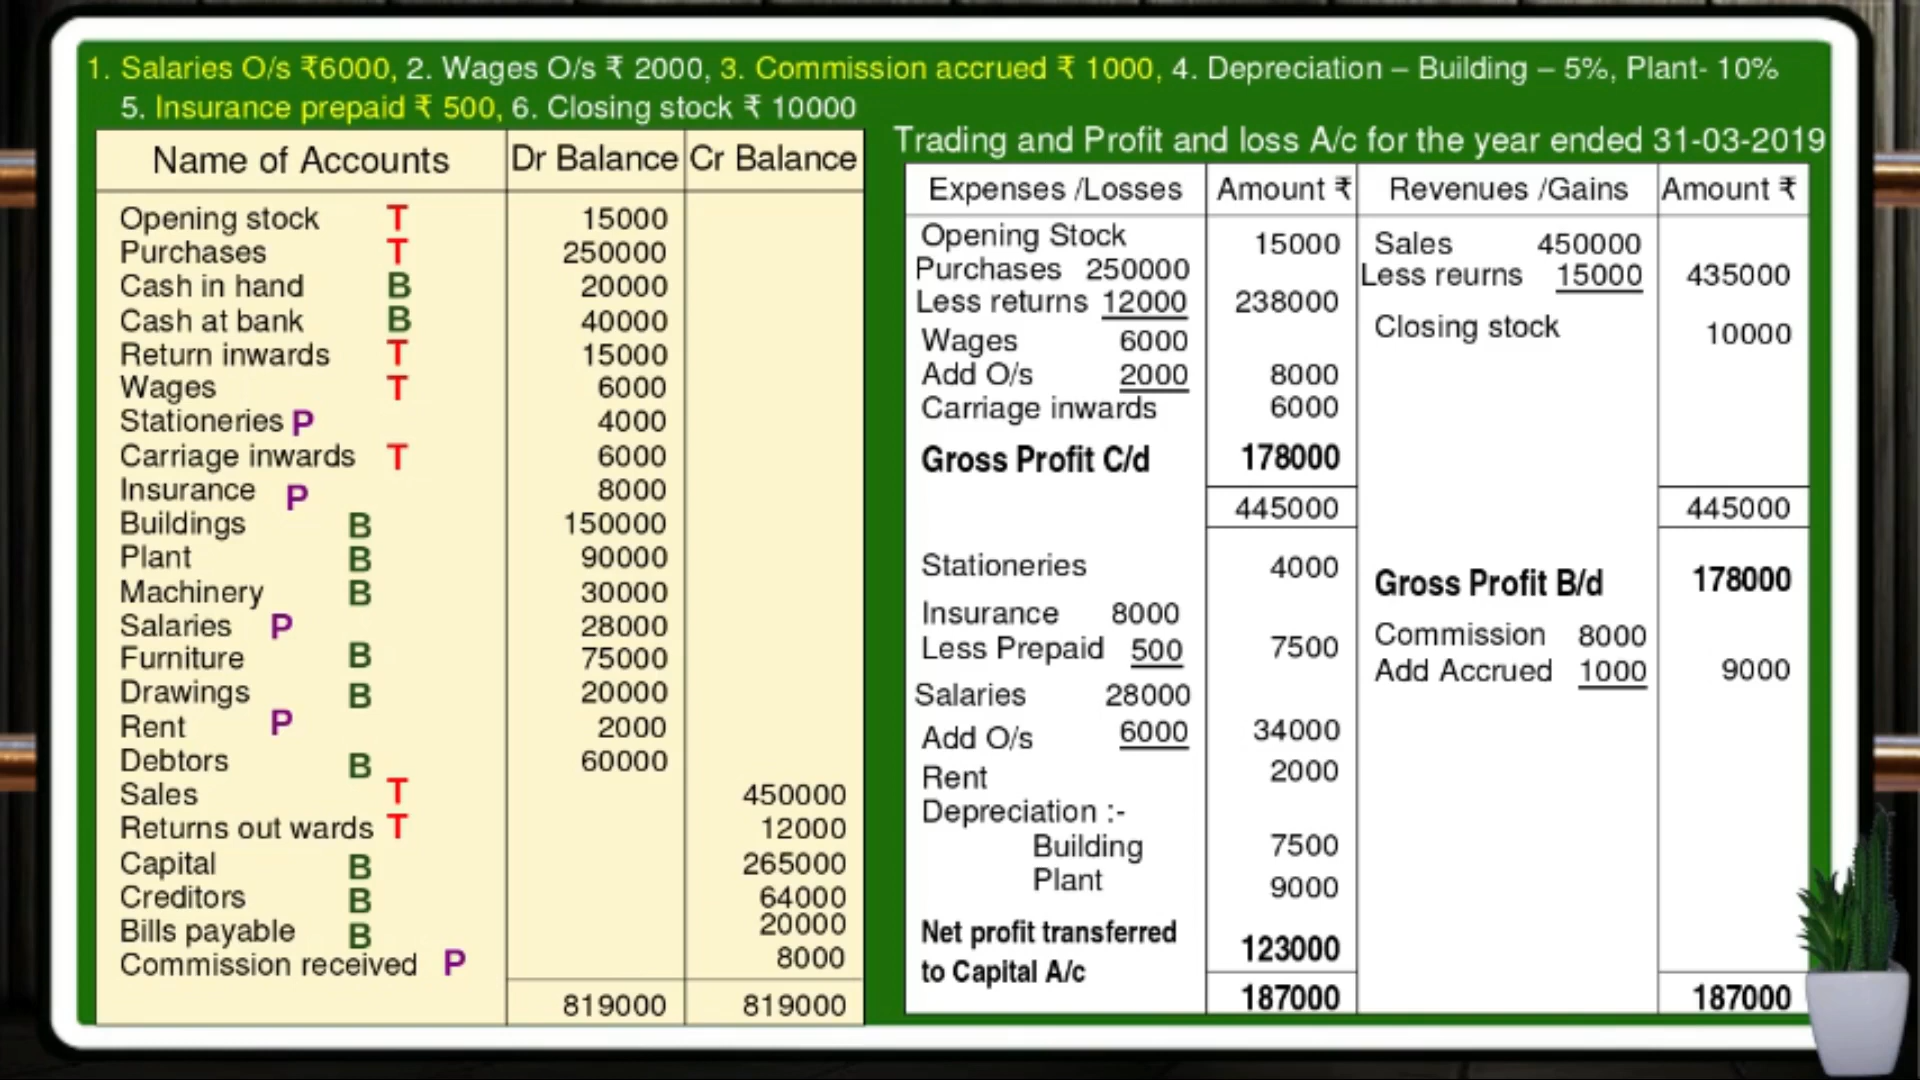 1. Salaries O/s ₹6000, 2. Wages O/s ₹ 2000, 3. Commission accrued ₹ 1000, 4. Depreciation – Building – 5%, Plant- 10%
5. Insurance prepaid ₹ 500, 6. Closing stock ₹ 10000
Name of Accounts Dr Balance Cr Balance
Opening stock T 15000
Purchases T 250000
Cash in hand B 20000
Cash at bank B 40000
Return inwards T 15000
Wages T 6000
Stationeries P 4000
Carriage inwards T 6000
Insurance P 8000
Buildings B 150000
Plant B 90000
Machinery B 30000
Salaries P 28000
Furniture B 75000
Drawings B 20000
Rent P 2000
Debtors B 60000
Sales T 450000
Returns out wards T 12000
Capital B 265000
Creditors B 64000
Bills payable B 20000
Commission received P 8000
819000 819000
Trading and Profit and loss A/c for the year ended 31-03-2019
Expenses /Losses Amount ₹ Revenues /Gains Amount ₹
Opening Stock 15000 Sales 450000
Purchases 250000 Less reurns 15000 435000
Less returns 12000 238000
Closing stock 10000
Wages 6000
Add O/s 2000 8000
Carriage inwards 6000
Gross Profit C/d 178000
445000 445000
Stationeries 4000 Gross Profit B/d 178000
Insurance 8000 Commission 8000
Less Prepaid 500 7500 Add Accrued 1000 9000
Salaries 28000
Add O/s 6000 34000
Rent 2000
Depreciation :-
Building 7500
Plant 9000
Net profit transferred
to Capital A/c 123000
187000 187000